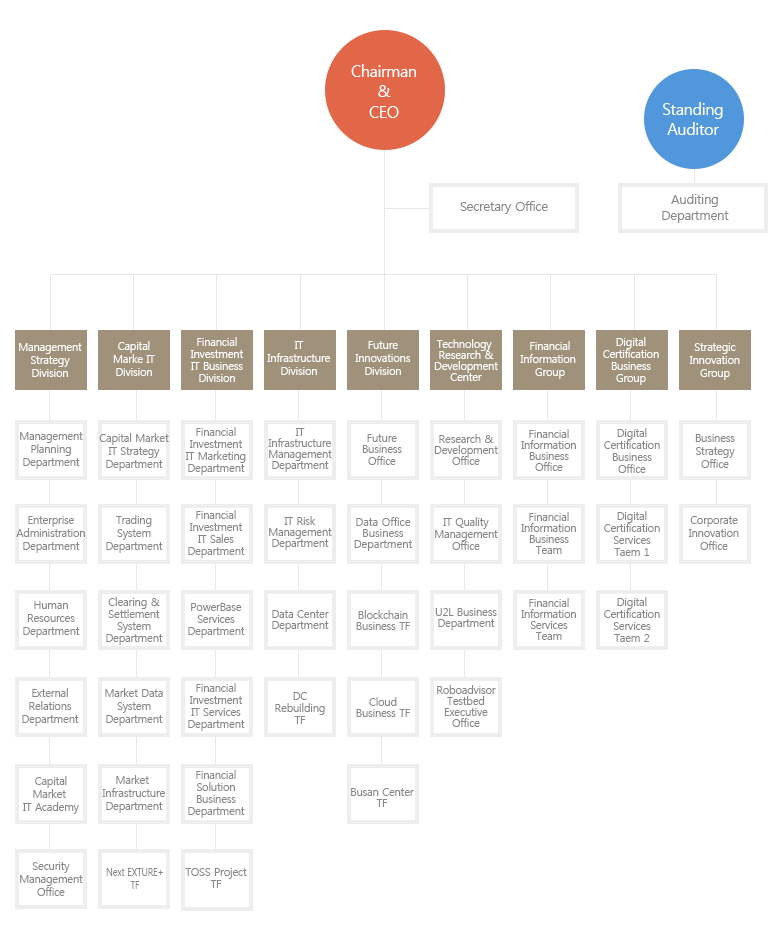 Chairman
&
CEO
Standing
Auditor
Secretary Office
Auditing
Department
Management
Strategy
Division
Capital
Marke IT
Division
Financial
Investment
IT Business
Division
IT
Infrastructure
Division
Future
Innovations
Division
Technology
Research &
Development
Center
Financial
Information
Group
Digital
Certification
Business
Group
Strategic
Innovation
Group
Management
Planning
Department
Capital Market
IT Strategy
Department
Financial
Investment
IT Marketing
Department
IT
Infrastructure
Management
Department
Future
Business
Office
Research &
Development
Office
Financial
Information
Business
Office
Digital
Certification
Business
Office
Business
Strategy
Office
Enterprise
Administration
Department
Trading
System
Department
Financial
Investment
IT Sales
Department
IT Risk
Management
Department
Data Office
Business
Department
IT Quality
Management
Office
Financial
Information
Business
Team
Digital
Certification
Services
Taem 1
Corporate
Innovation
Office
Human
Resources
Department
Clearing &
Settlement
System
Department
PowerBase
Services
Department
Data Center
Department
Blockchain
Business TF
U2L Business
Department
Financial
Information
Services
Team
Digital
Certification
Services
Taem 2
External
Relations
Department
Market Data
System
Department
Financial
Investment
IT Services
Department
DC
Rebuilding
TF
Cloud
Business TF
Roboadvisor
Testbed
Executive
Office
Capital
Market
IT Academy
Market
Infrastructure
Department
Financial
Solution
Business
Department
Busan Center
TF
Security
Management
Office
Next EXTURE+
TF
TOSS Project
TF